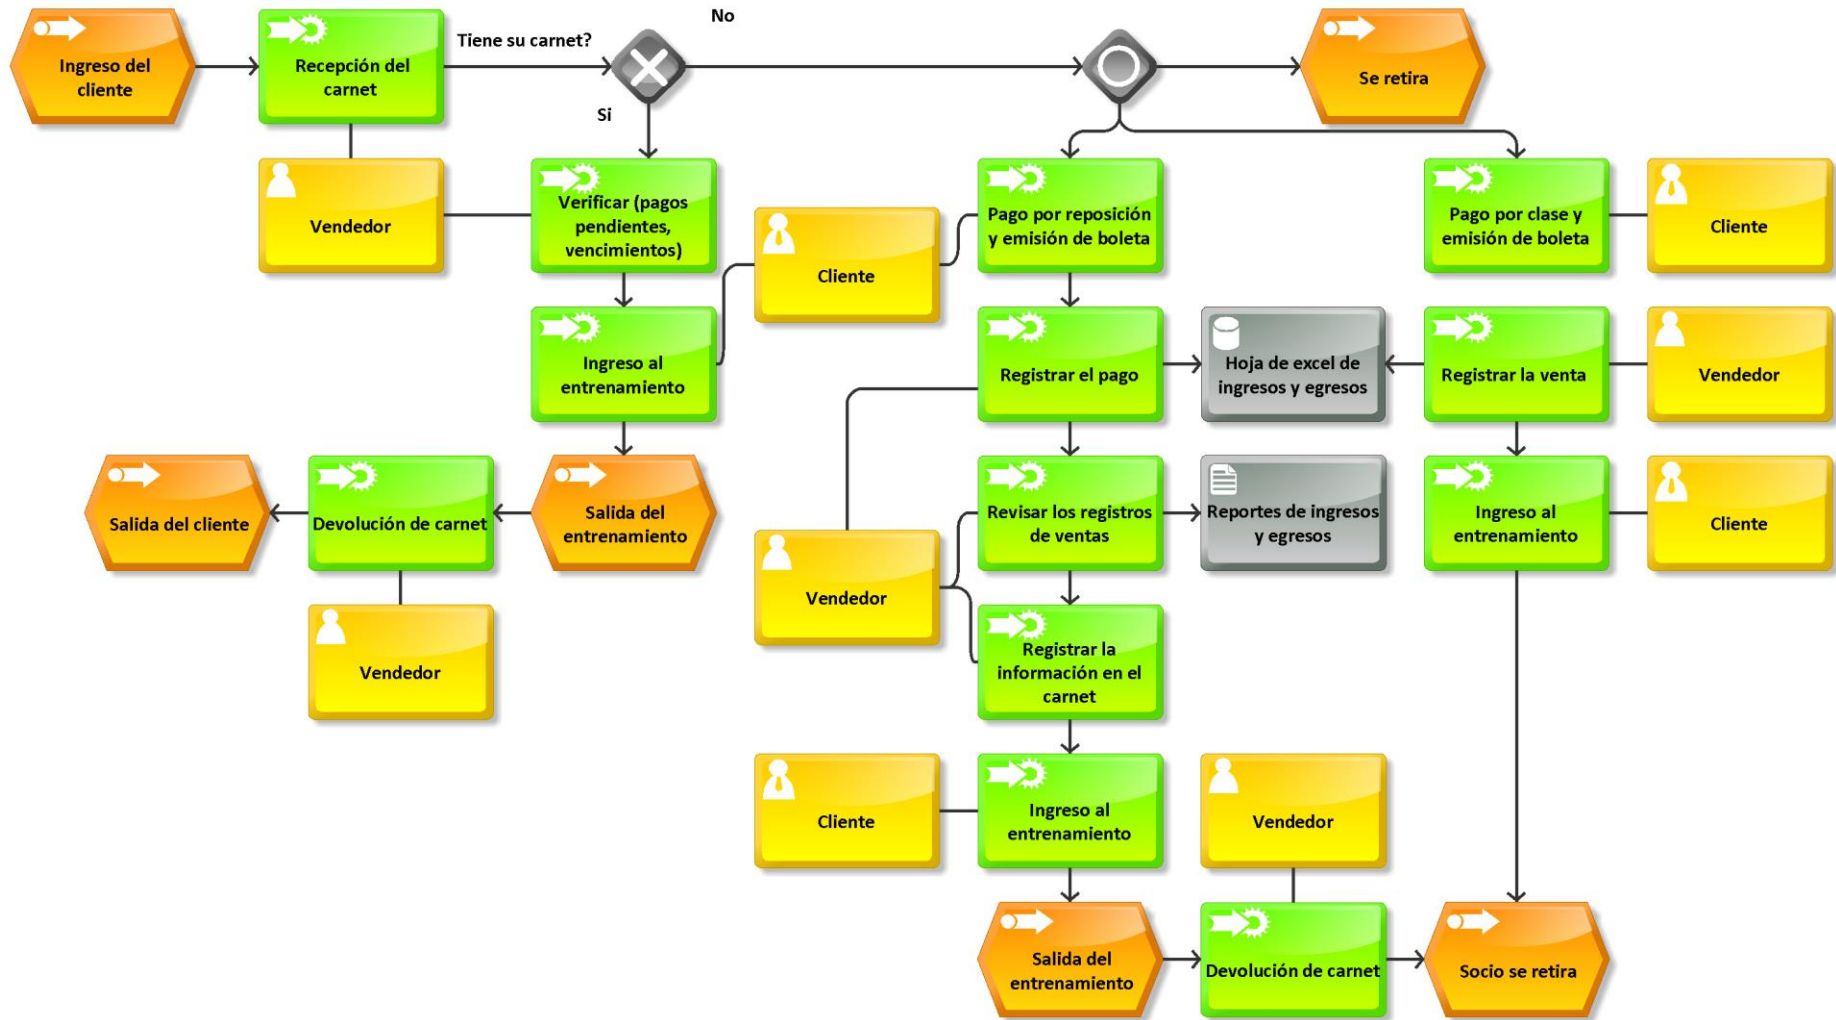 Ingreso del
cliente
Recepción del
carnet
Tiene su carnet?
No
Si
Se retira
Vendedor
Verificar (pagos
pendientes,
vencimientos)
Cliente
Pago por reposición
y emisión de boleta
Pago por clase y
emisión de boleta
Cliente
Ingreso al
entrenamiento
Registrar el pago
Hoja de excel de
ingresos y egresos
Registrar la venta
Vendedor
Salida del cliente
Devolución de carnet
Salida del
entrenamiento
Vendedor
Revisar los registros
de ventas
Reportes de ingresos
y egresos
Ingreso al
entrenamiento
Cliente
Vendedor
Registrar la
información en el
carnet
Cliente
Ingreso al
entrenamiento
Vendedor
Salida del
entrenamiento
Devolución de carnet
Socio se retira